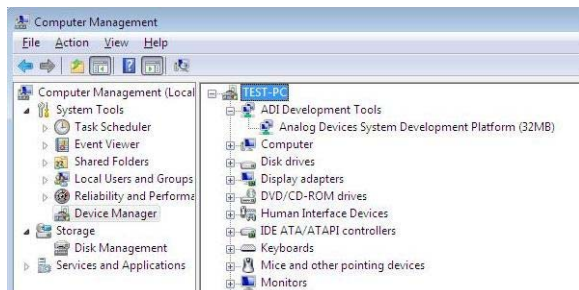 Computer Management
File Action View Help
Computer Management (Local
System Tools
Task Scheduler
Event Viewer
Shared Folders
Local Users and Groups
Reliability and Performa
Device Manager
Storage
Disk Management
Services and Applications
TEST-PC
ADI Development Tools
Analog Devices System Development Platform (32MB)
Computer
Disk drives
Display adapters
DVD/CD-ROM drives
Human Interface Devices
IDE ATA/ATAPI controllers
Keyboards
Mice and other pointing devices
Monitors